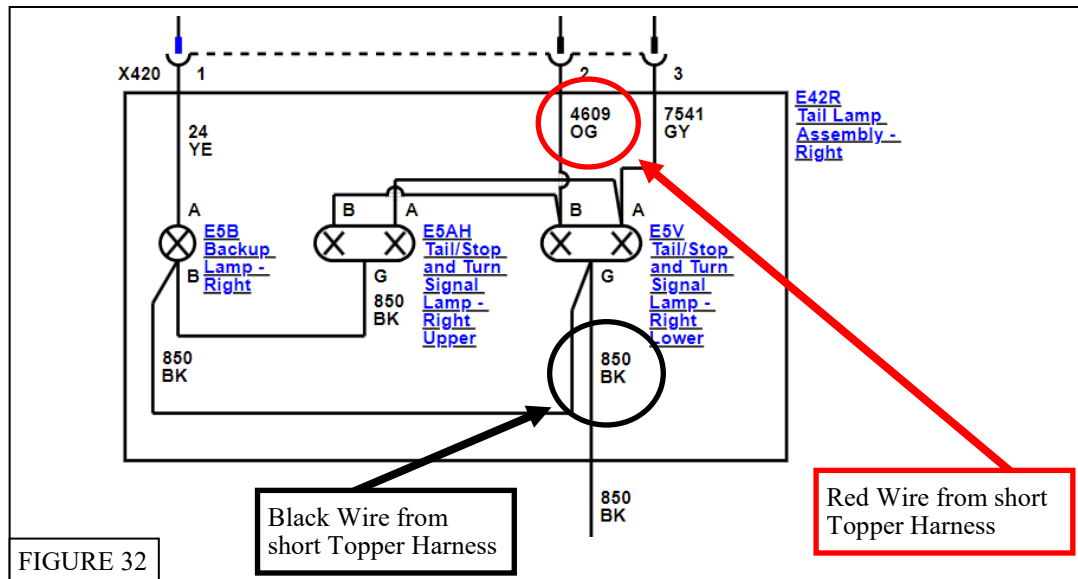 X420
1
2
3
24
YE
4609
OG
7541
GY
E42R
Tail Lamp
Assembly -
Right
A
B
A
B
A
E5B
Backup
Lamp -
Right
B
E5AH
Tail/Stop
and Turn
Signal
Lamp -
Right
Upper
G
850
BK
E5V
Tail/Stop
and Turn
Signal
Lamp -
Right
Lower
G
850
BK
850
BK
850
BK
Black Wire from
short Topper Harness
Red Wire from short
Topper Harness
FIGURE 32